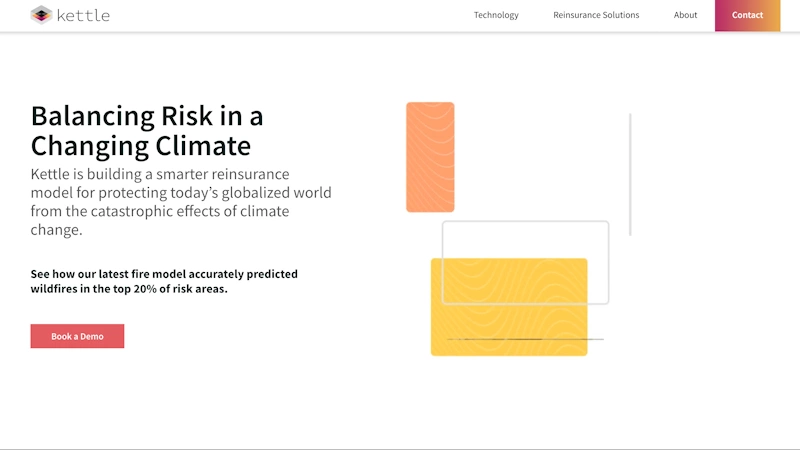 kettle
Technology
Reinsurance Solutions
About
Contact
Balancing Risk in a
Changing Climate
Kettle is building a smarter reinsurance
model for protecting today’s globalized world
from the catastrophic effects of climate
change.
See how our latest fire model accurately predicted
wildfires in the top 20% of risk areas.
Book a Demo